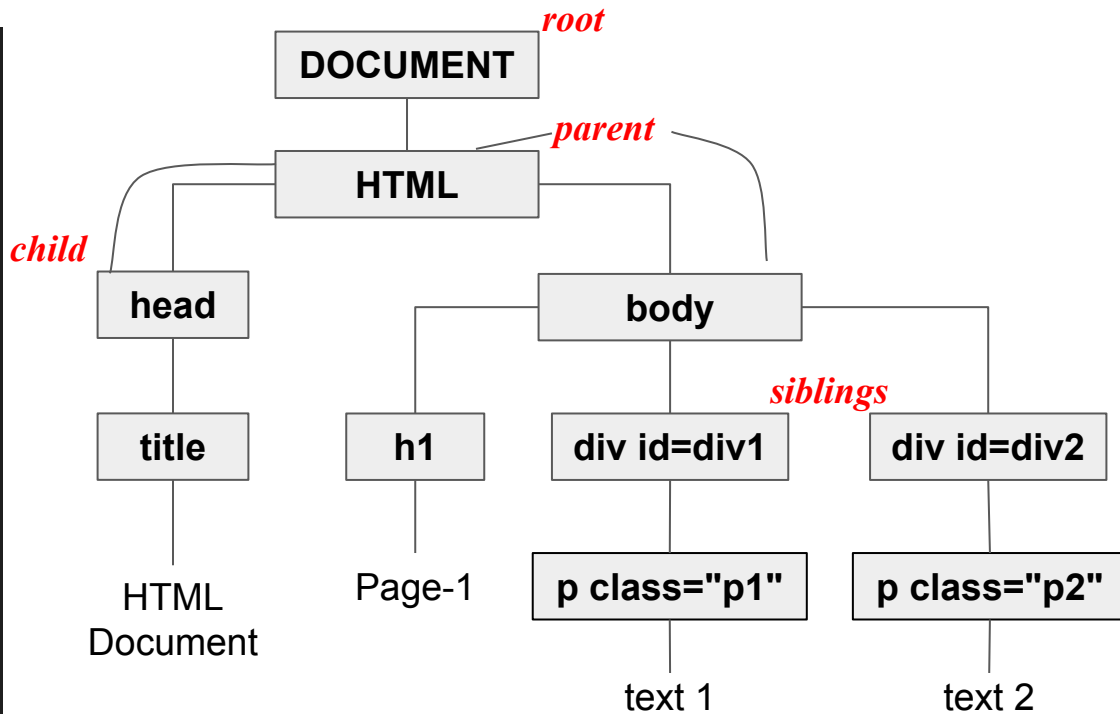 root
DOCUMENT
parent
HTML
child
head
body
siblings
title
h1
div id=div1
div id=div2
HTML
Document
Page-1
p class="p1"
p class="p2"
text 1
text 2